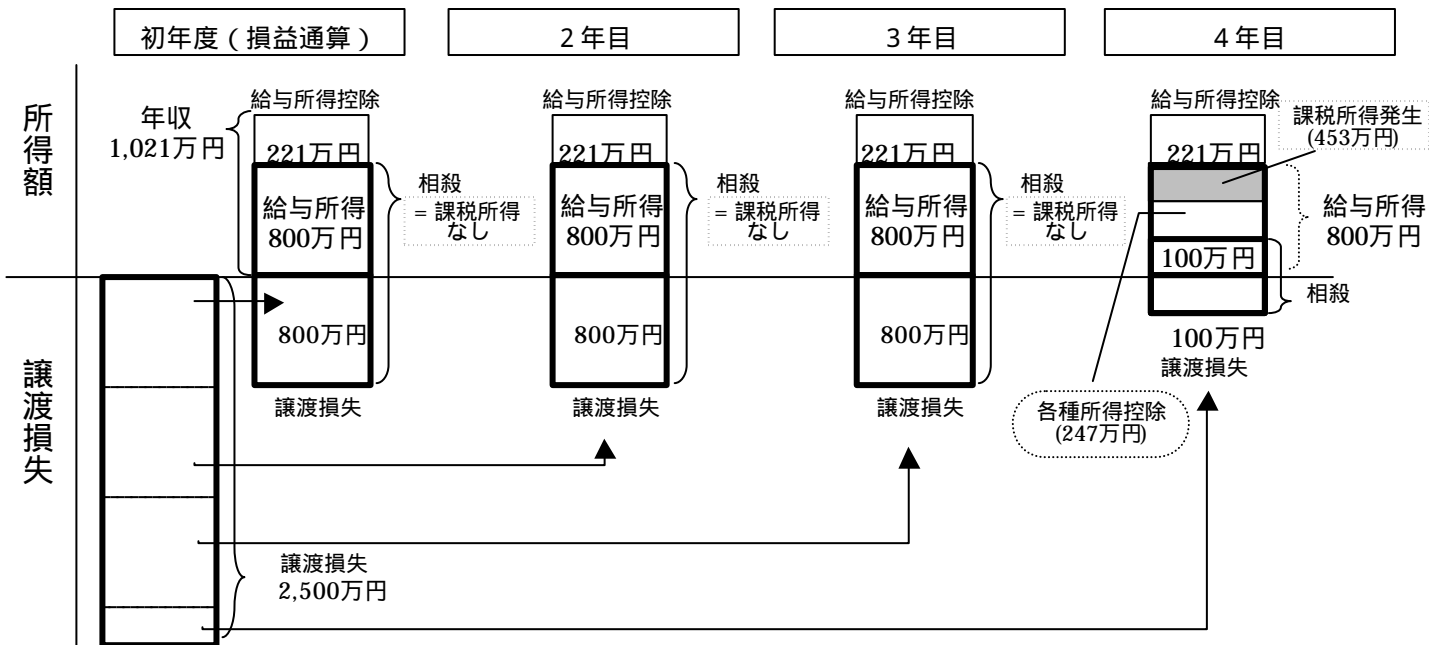 初年度（損益通算）
2年目
3年目
4年目
所得額
年収
1,021万円
給与所得控除
221万円
給与所得
800万円
相殺
=課税所得
なし
800万円
譲渡損失
給与所得控除
221万円
給与所得
800万円
相殺
=課税所得
なし
800万円
譲渡損失
給与所得控除
221万円
給与所得
800万円
相殺
=課税所得
なし
800万円
譲渡損失
給与所得控除
221万円
課税所得発生
(453万円)
給与所得
800万円
100万円
相殺
100万円
譲渡損失
各種所得控除
(247万円)
譲渡損失
譲渡損失
2,500万円